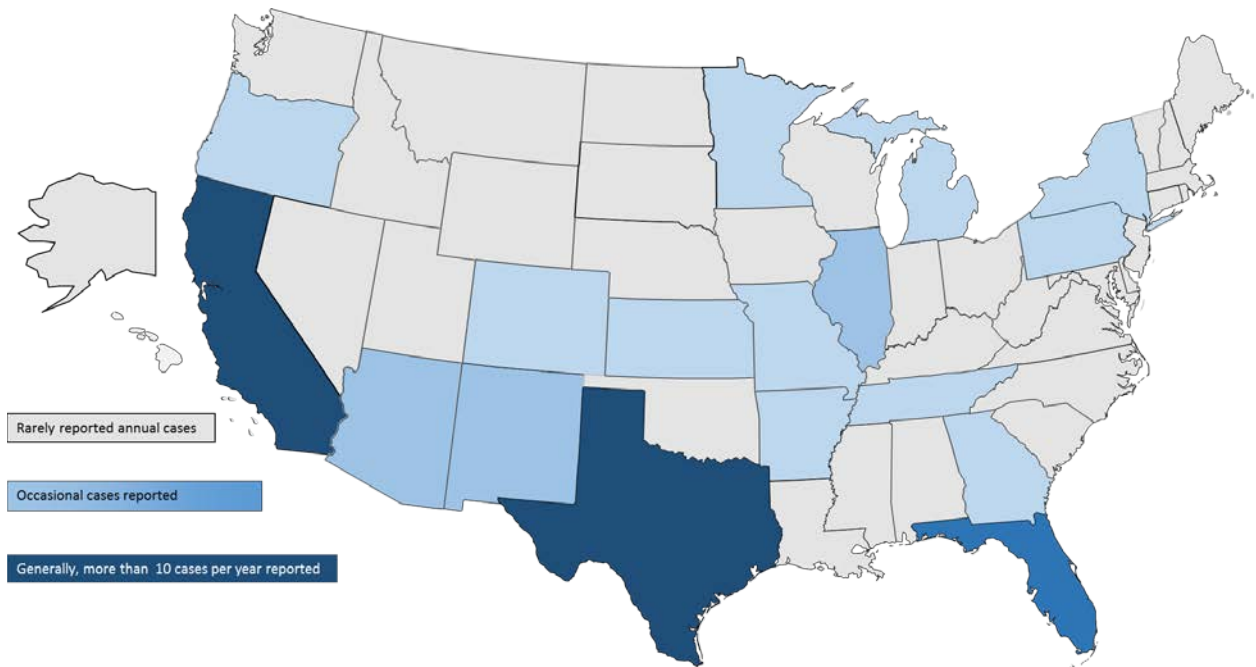 Rarely reported annual cases
Occasional cases reported
Generally, more than 10 cases per year reported